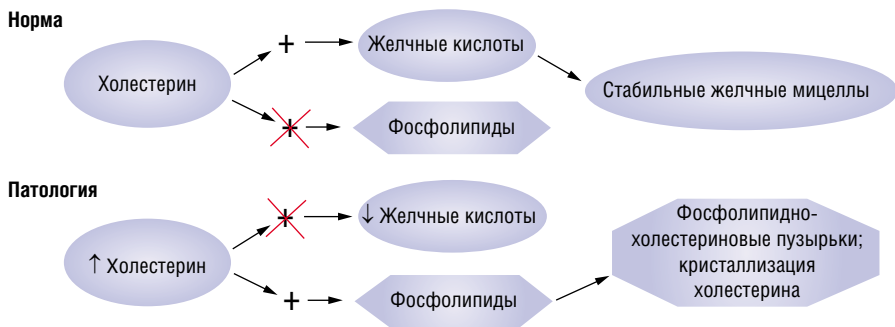 Норма
Холестерин
+
Желчные кислоты
Стабильные желчные мицеллы
+
Фосфолипиды
Патология
↑ Холестерин
+
↓ Желчные кислоты
Фосфолипидно-
холестериновые пузырьки;
кристаллизация
холестерина
+
Фосфолипиды